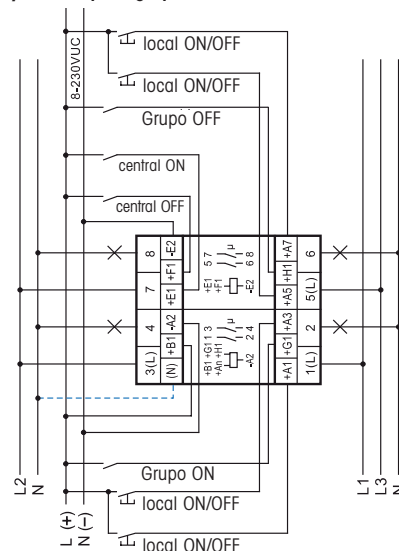 local ON/OFF
8-230VUC
local ON/OFF
Grupo OFF
central ON
central OFF
3(L) 4 7 8
(N) +B1 -A2 +E1 +F1 -E2
+B1 +G1 1 3 µ
+An +H1
-A2 2 4
+E1 5 7 µ
+F1
-E2 6 8
+A1 +G1 +A3 +A5 +H1 +A7
1(L) 2 5(L) 6
Grupo ON
local ON/OFF
local ON/OFF
L2
N
L (+)
N (−)
L1
L3
N